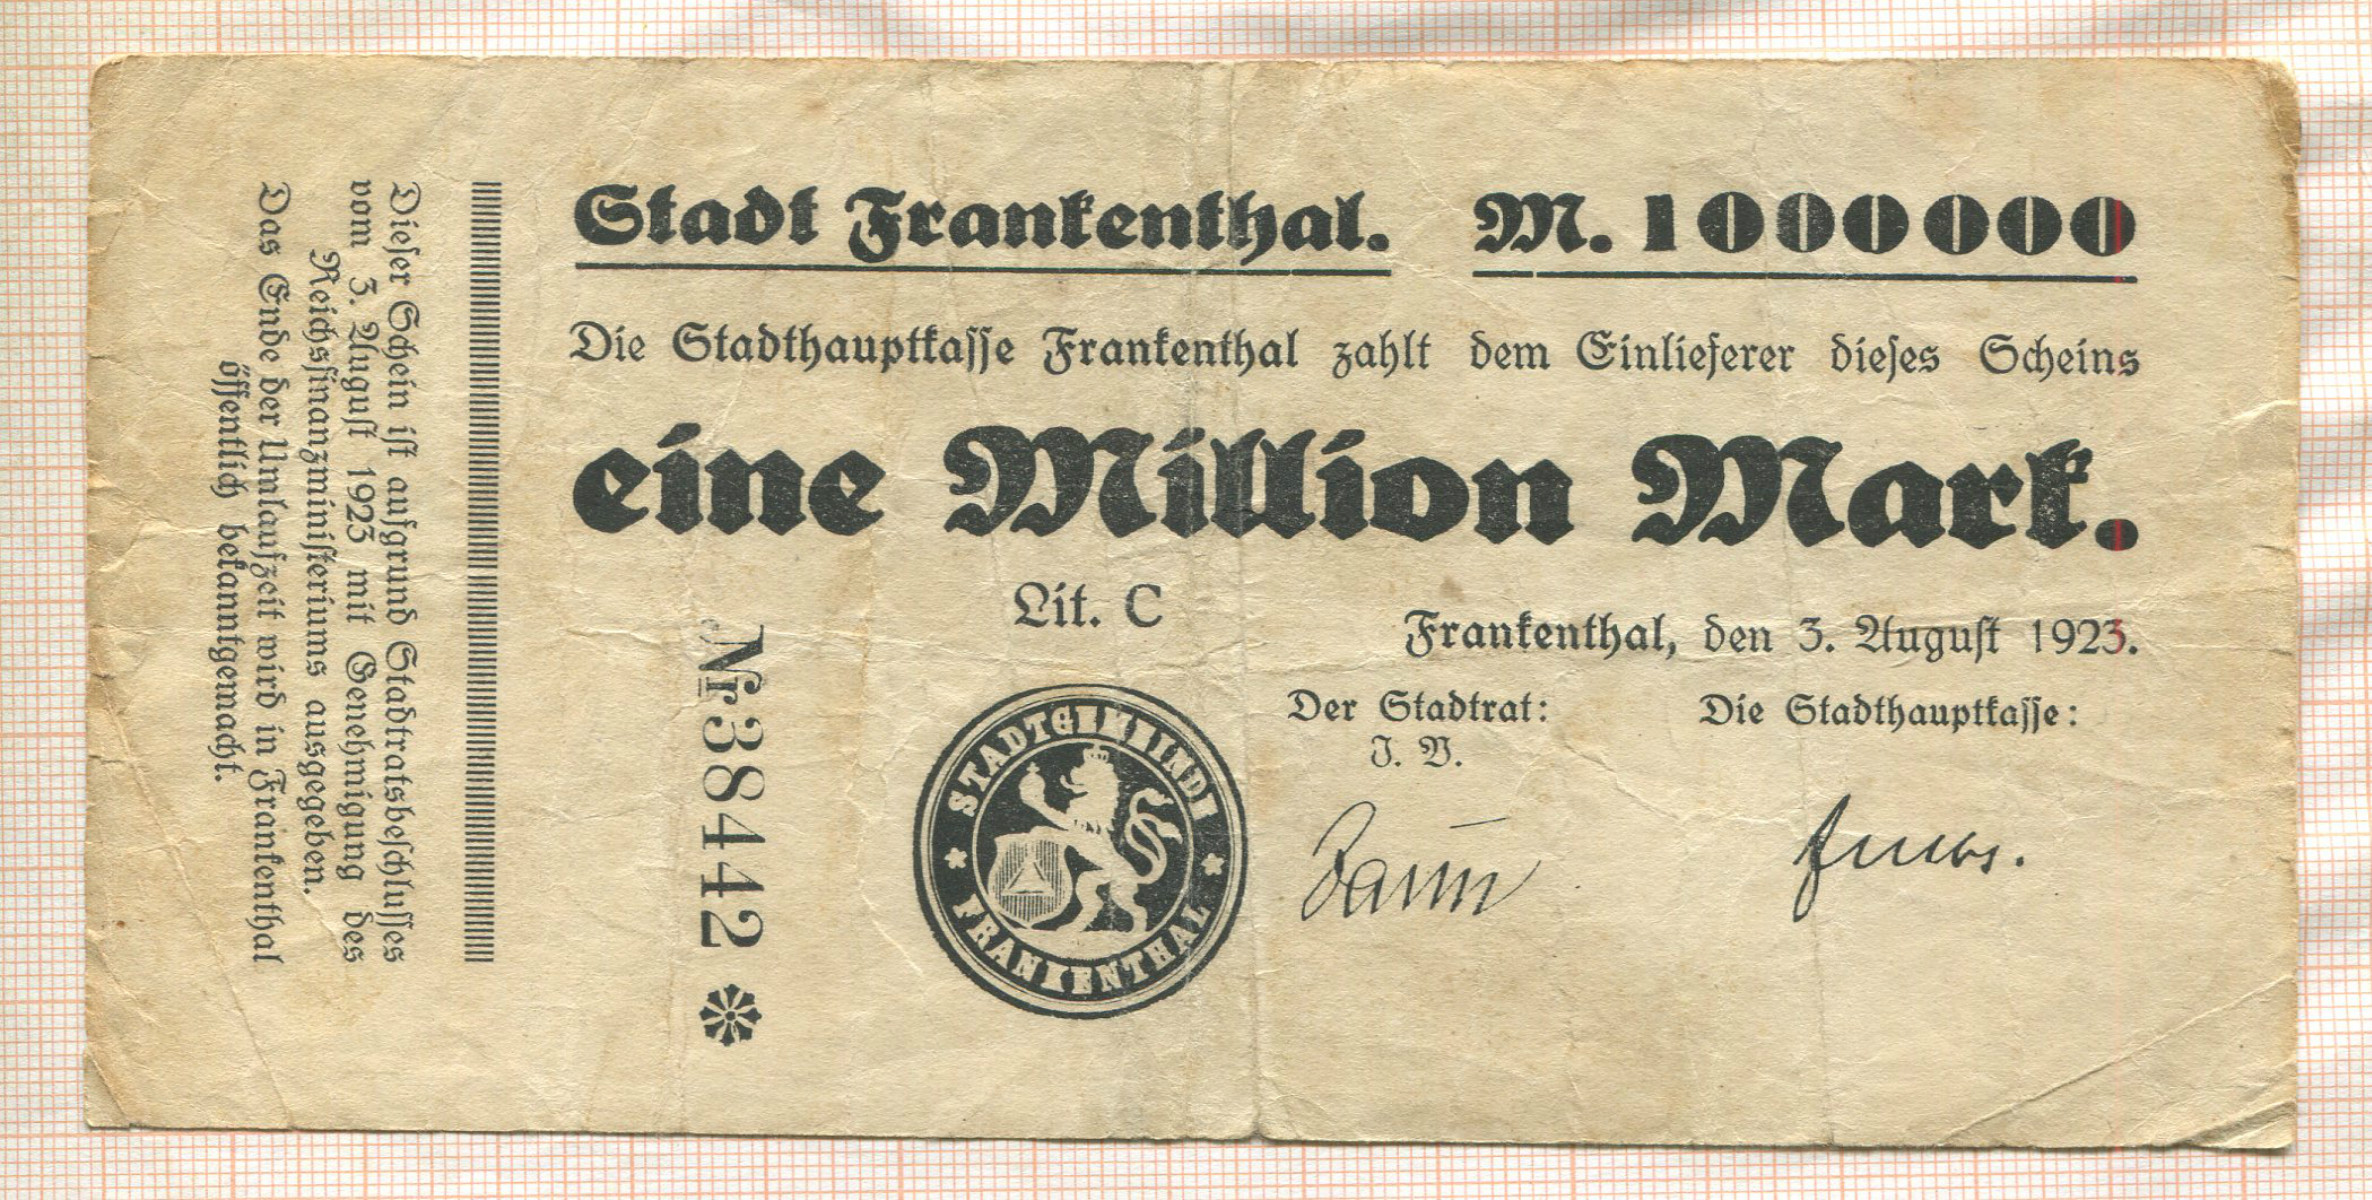 Dieser Schein ist aufgrund Stadtratsbeschlusses
vom 3. August 1923 mit Genehmigung des
Reichsfinanzministeriums ausgegeben.
Das Ende der Umlaufzeit wird in Frankenthal
öffentlich bekanntgemacht.
Stadt Frankenthal. M. 1000000
Die Stadthauptkasse Frankenthal zahlt dem Einlieferer dieses Scheins
eine Million Mark.
Lit. C
Nr 38442
Frankenthal, den 3. August 1923.
Der Stadtrat: Die Stadthauptkasse:
J. V.
STADTGEMEINDE
FRANKENTHAL